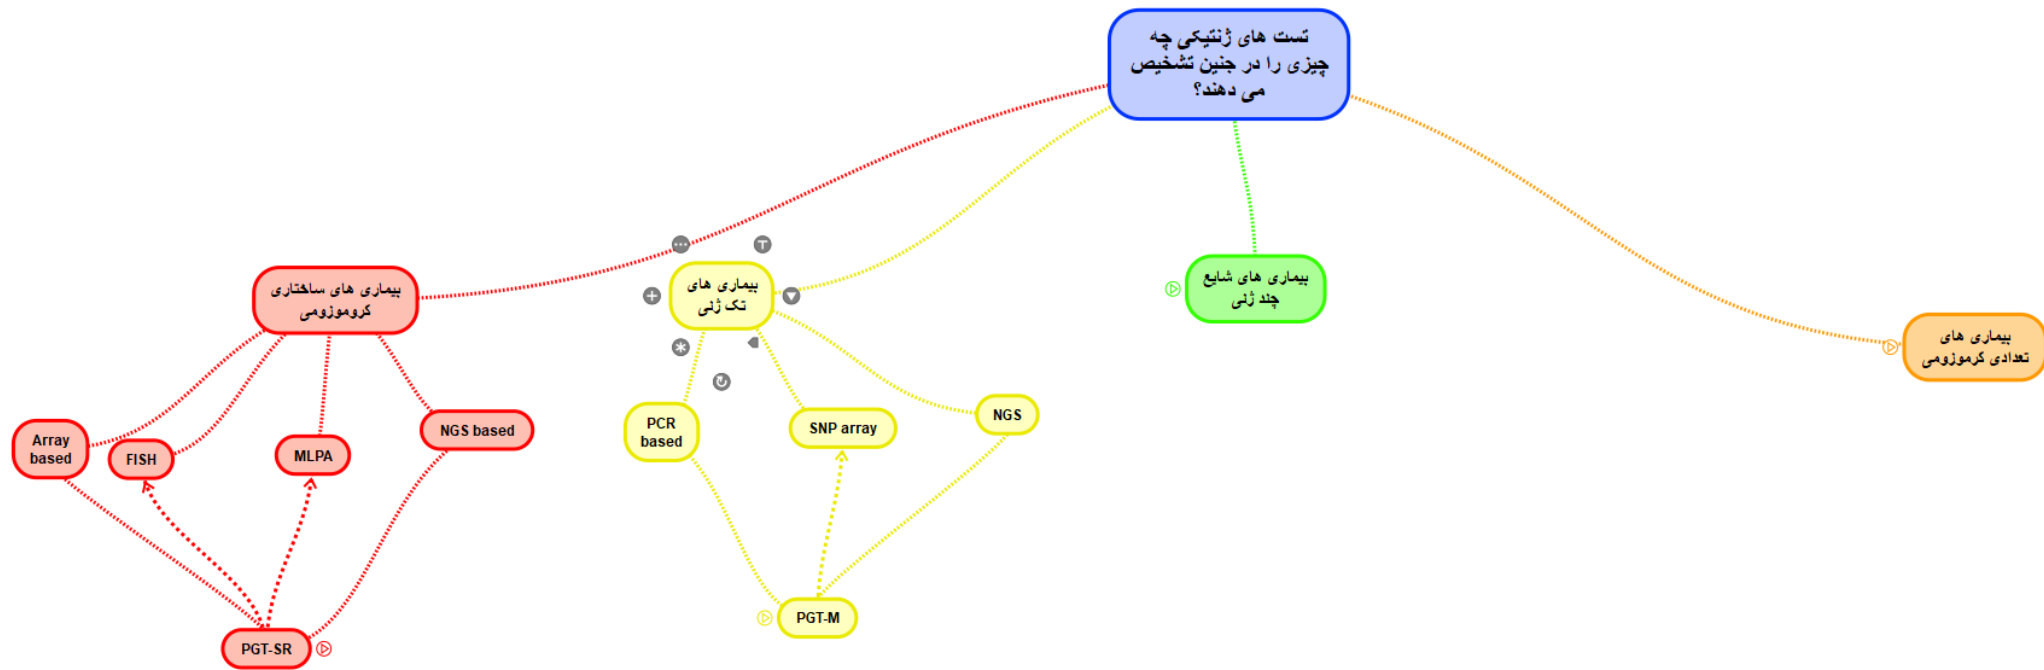 تست های ژنتیکی چه
چیزی را در جنین تشخیص
می دهند؟
بیماری های ساختاری
کروموزومی
بیماری های
تک ژنی
بیماری های شایع
چند ژنی
بیماری های
تعدادی کرموزومی
Array
based
FISH
MLPA
NGS based
PCR
based
SNP array
NGS
PGT-SR
PGT-M